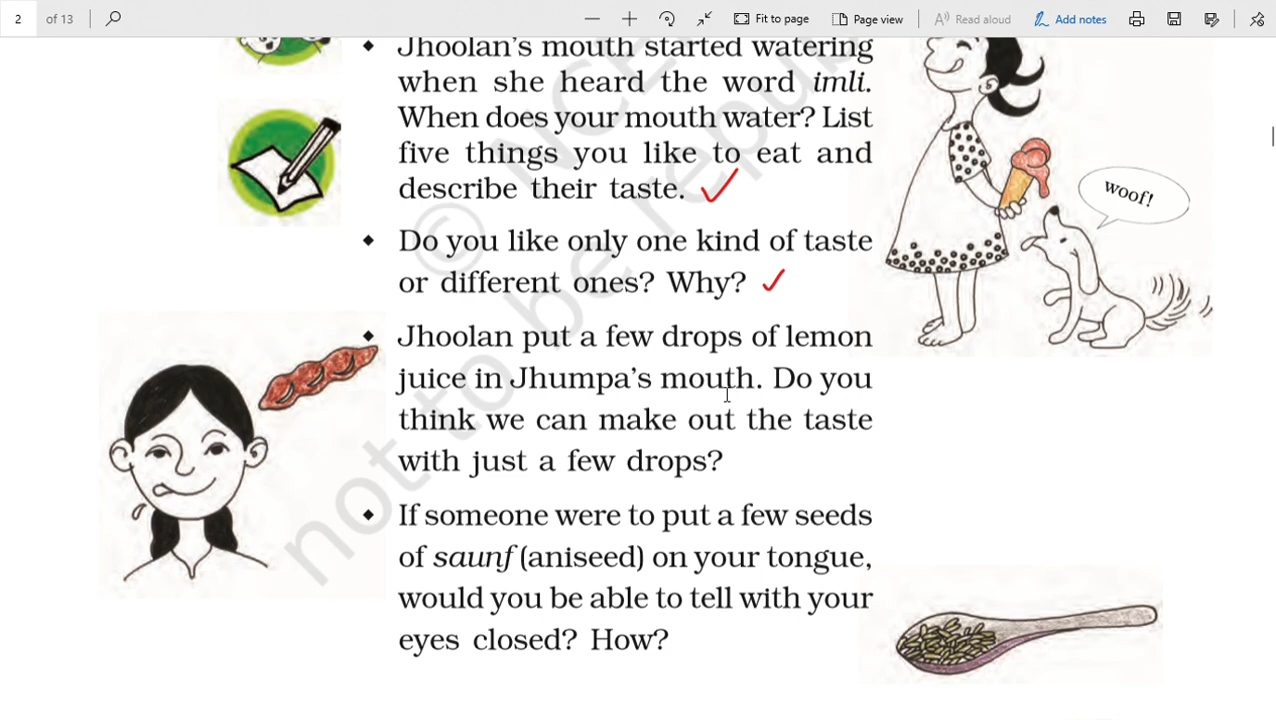 2 of 13 Fit to page Page view Read aloud Add notes
Jhoolan's mouth started watering
when she heard the word imli.
When does your mouth water? List
five things you like to eat and
describe their taste.
woof!
Do you like only one kind of taste
or different ones? Why?
Jhoolan put a few drops of lemon
juice in Jhumpa's mouth. Do you
think we can make out the taste
with just a few drops?
If someone were to put a few seeds
of saunf (aniseed) on your tongue,
would you be able to tell with your
eyes closed? How?
not to be republ
© NCE